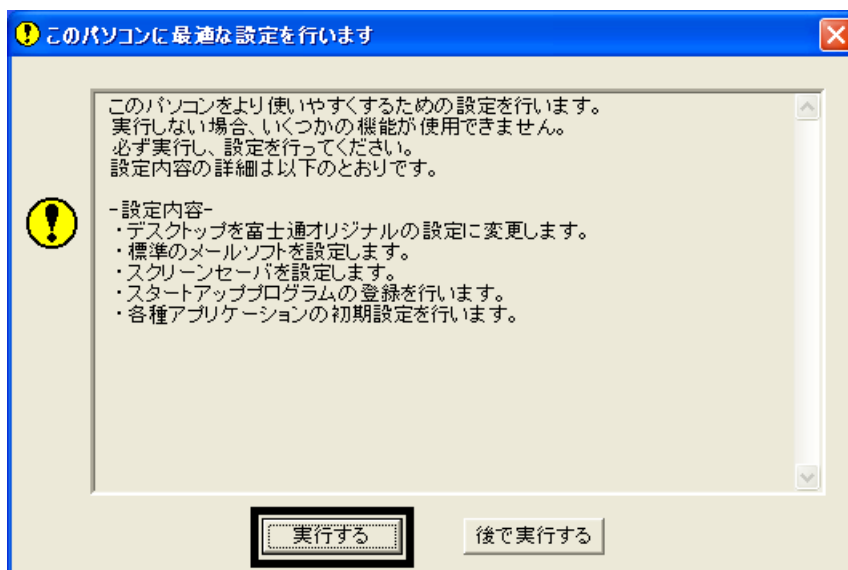 このパソコンに最適な設定を行います
このパソコンをより使いやすくするための設定を行います。
実行しない場合、いくつかの機能が使用できません。
必ず実行し、設定を行ってください。
設定内容の詳細は以下のとおりです。
-設定内容-
・デスクトップを富士通オリジナルの設定に変更します。
・標準のメールソフトを設定します。
・スクリーンセーバを設定します。
・スタートアッププログラムの登録を行います。
・各種アプリケーションの初期設定を行います。
実行する
後で実行する